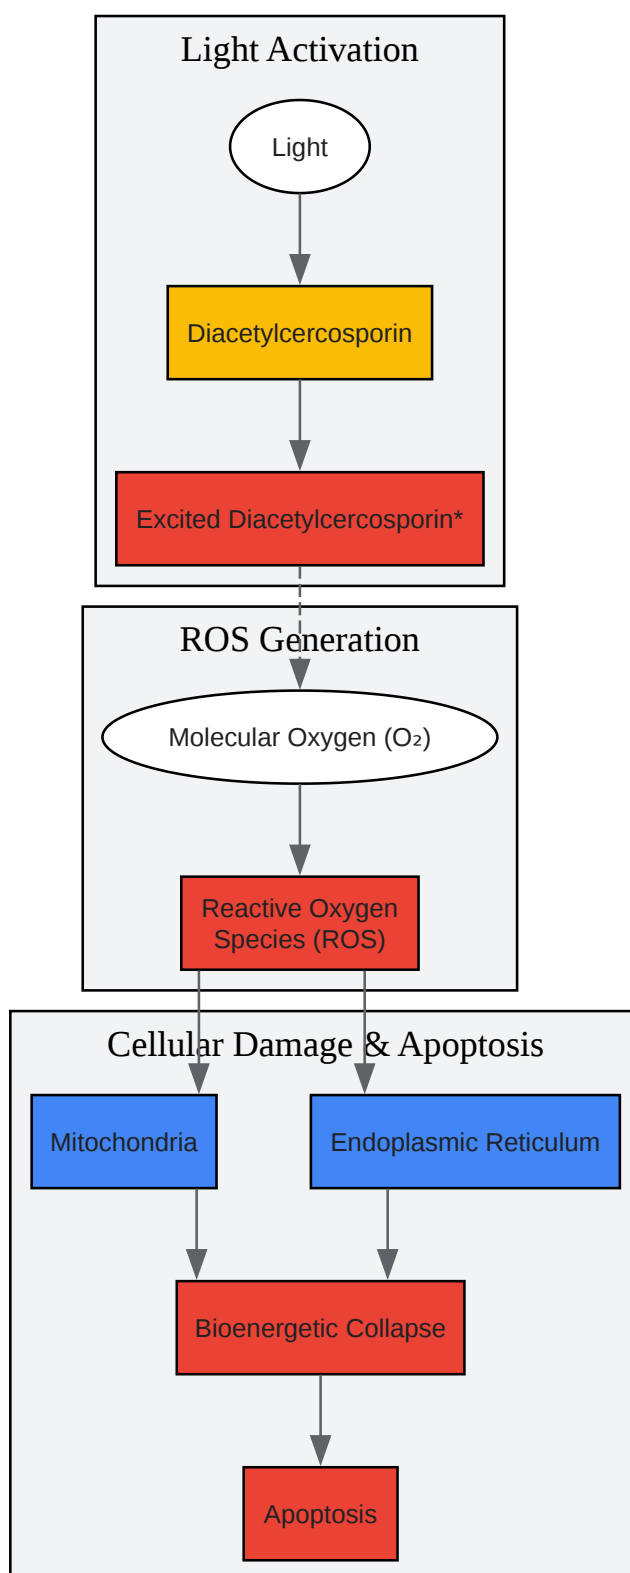 Light Activation
Light
Diacetylcercosporin
Excited Diacetylcercosporin*
ROS Generation
Molecular Oxygen (O₂)
Reactive Oxygen
Species (ROS)
Cellular Damage & Apoptosis
Mitochondria
Endoplasmic Reticulum
Bioenergetic Collapse
Apoptosis